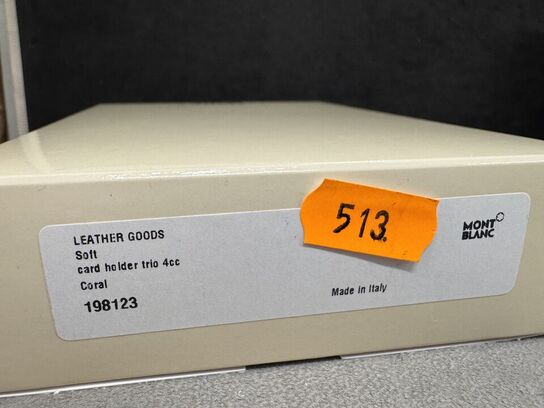 LEATHER GOODS
Soft
card holder trio 4cc
Coral
198123
513.
Made in Italy
MONT
BLANC